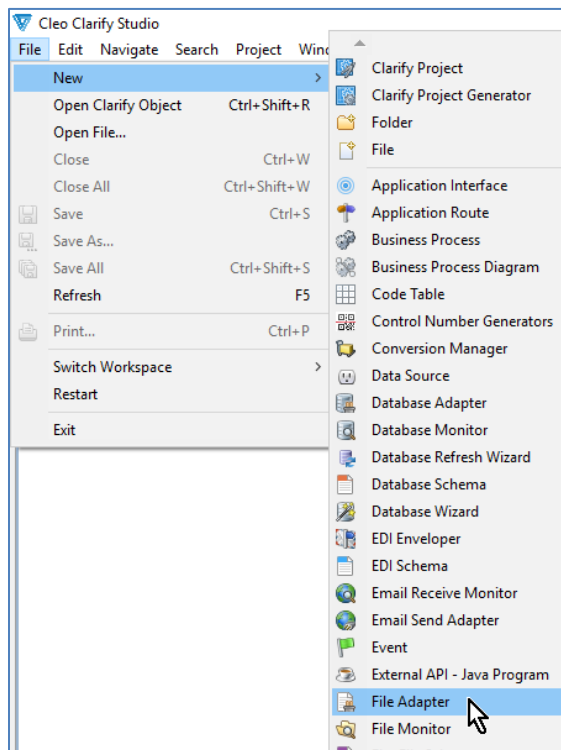 Cleo Clarify Studio
File Edit Navigate Search Project Wind
New
Open Clarify Object Ctrl+Shift+R
Open File...
Close Ctrl+W
Close All Ctrl+Shift+W
Save Ctrl+S
Save As...
Save All Ctrl+Shift+S
Refresh F5
Print... Ctrl+P
Switch Workspace
Restart
Exit
Clarify Project
Clarify Project Generator
Folder
File
Application Interface
Application Route
Business Process
Business Process Diagram
Code Table
Control Number Generators
Conversion Manager
Data Source
Database Adapter
Database Monitor
Database Refresh Wizard
Database Schema
Database Wizard
EDI Enveloper
EDI Schema
Email Receive Monitor
Email Send Adapter
Event
External API - Java Program
File Adapter
File Monitor